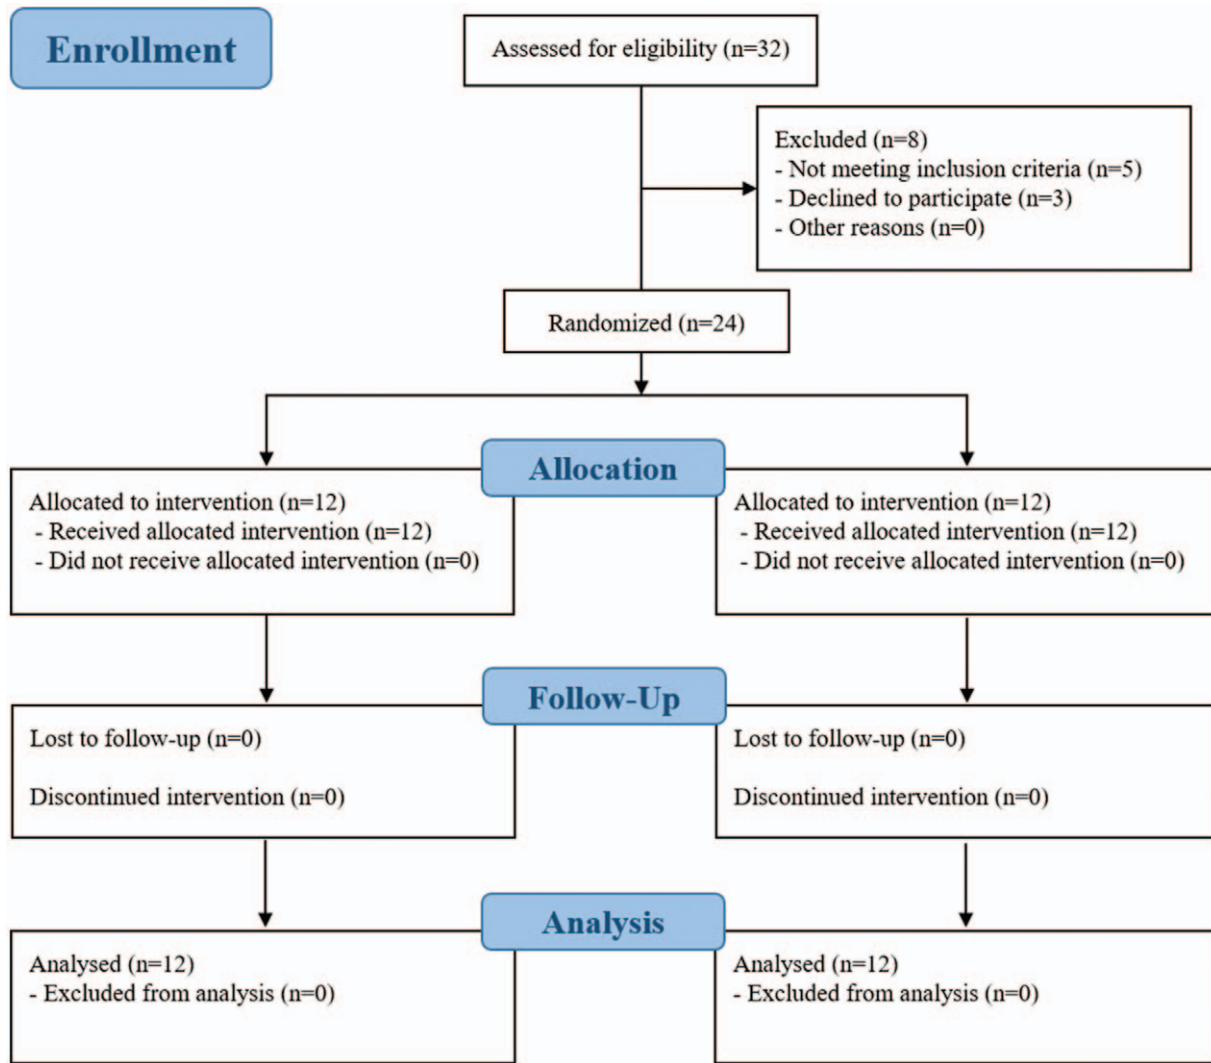 Enrollment
Assessed for eligibility (n=32)
Excluded (n=8)
- Not meeting inclusion criteria (n=5)
- Declined to participate (n=3)
- Other reasons (n=0)
Randomized (n=24)
Allocation
Allocated to intervention (n=12)
- Received allocated intervention (n=12)
- Did not receive allocated intervention (n=0)
Allocated to intervention (n=12)
- Received allocated intervention (n=12)
- Did not receive allocated intervention (n=0)
Follow-Up
Lost to follow-up (n=0)
Discontinued intervention (n=0)
Lost to follow-up (n=0)
Discontinued intervention (n=0)
Analysis
Analysed (n=12)
- Excluded from analysis (n=0)
Analysed (n=12)
- Excluded from analysis (n=0)